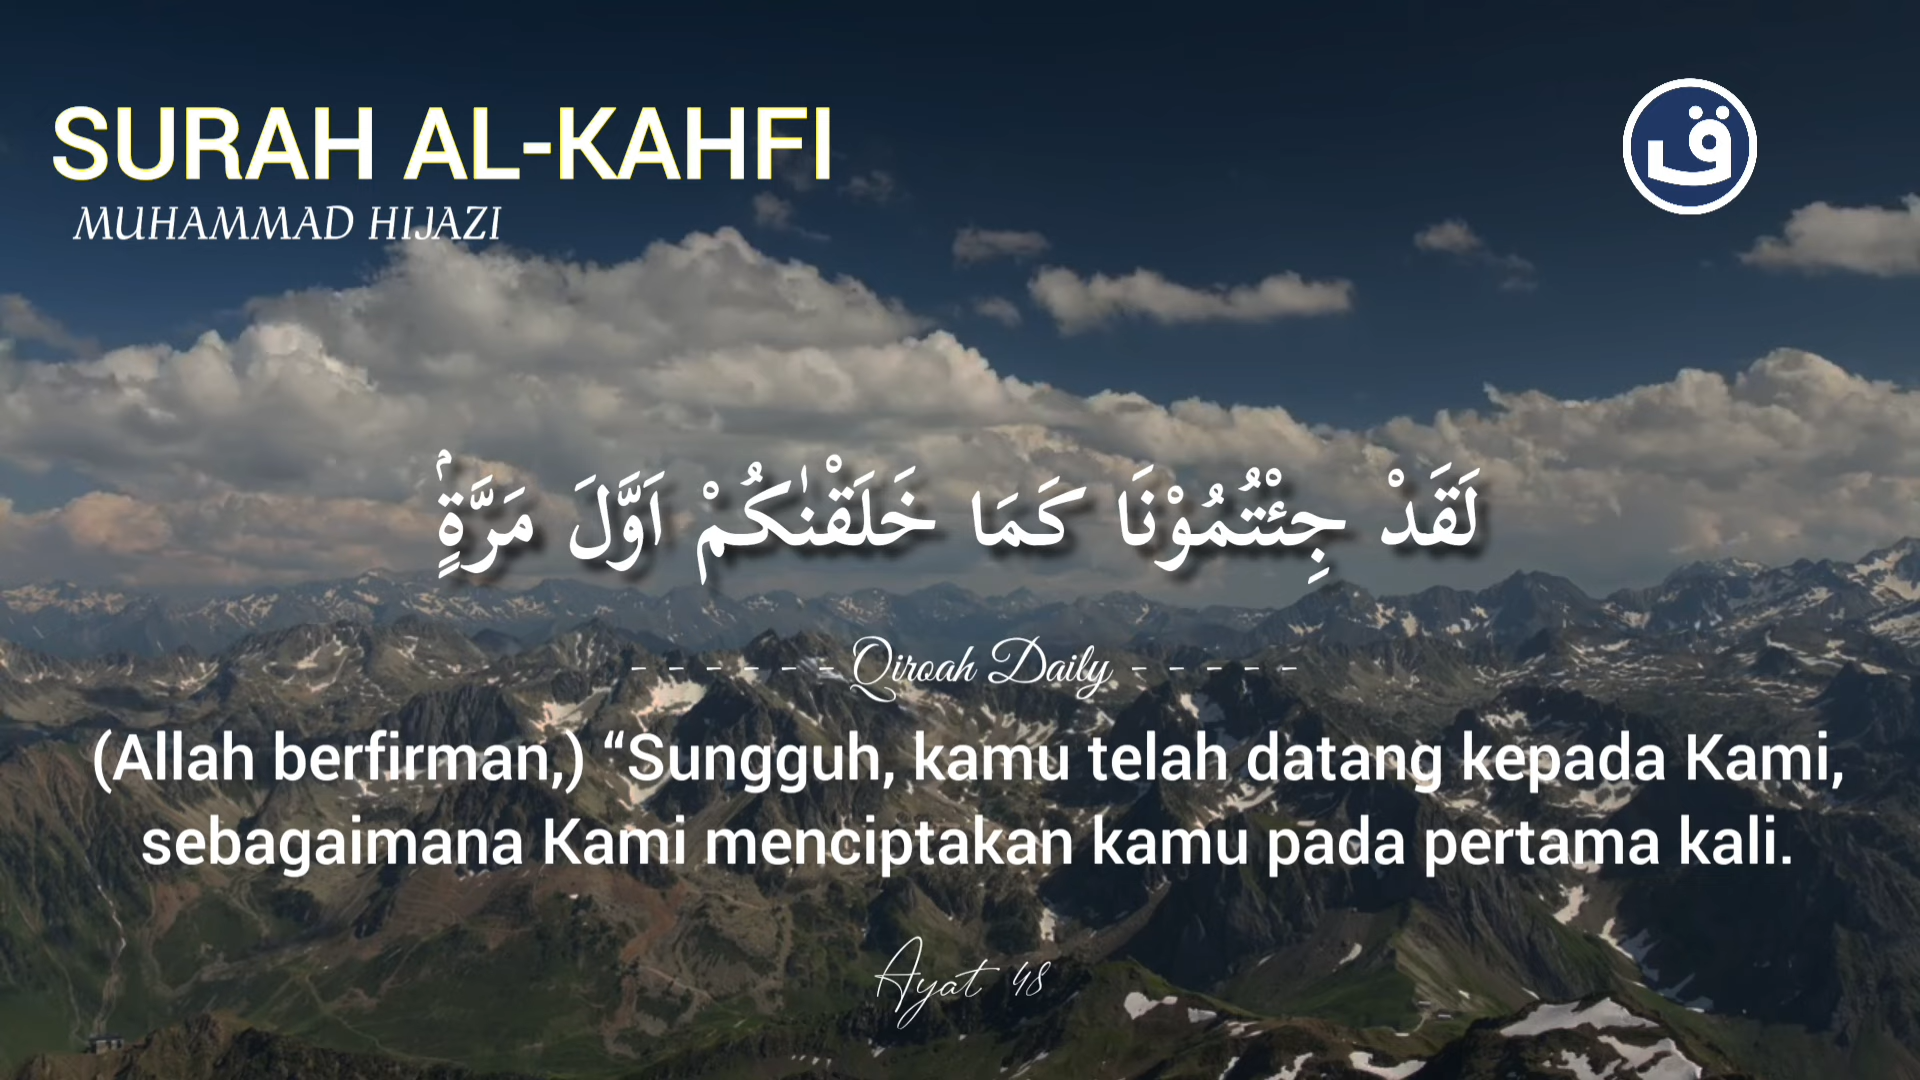 SURAH AL-KAHFI
MUHAMMAD HIJAZI
ق
لَقَدْ جِئْتُمُوْنَا كَمَا خَلَقْنٰكُمْ اَوَّلَ مَرَّةٍۢ
- - - - - - Qiroah Daily - - - - -
(Allah berfirman,) “Sungguh, kamu telah datang kepada Kami,
sebagaimana Kami menciptakan kamu pada pertama kali.
Ayat 48